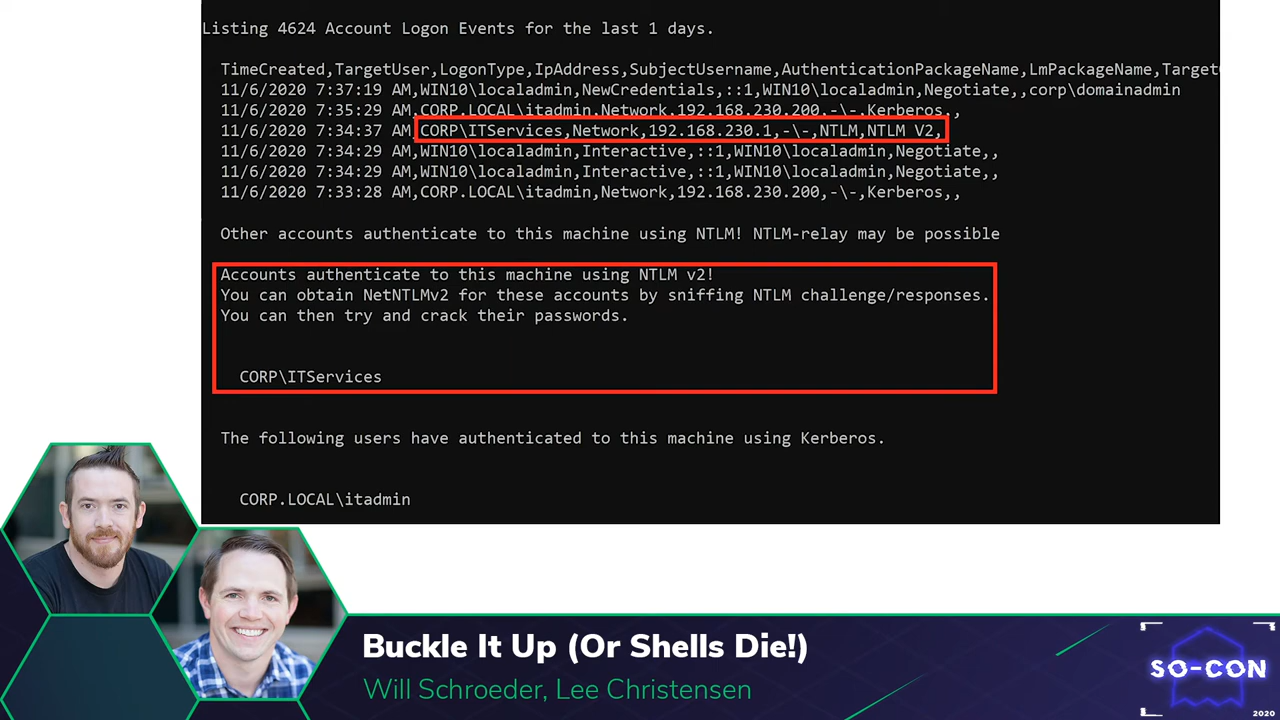 Listing 4624 Account Logon Events for the last 1 days.
TimeCreated,TargetUser,LogonType,IpAddress,SubjectUsername,AuthenticationPackageName,LmPackageName,Target
11/6/2020 7:37:19 AM,WIN10\localadmin,NewCredentials,::1,WIN10\localadmin,Negotiate,,corp\domainadmin
11/6/2020 7:35:29 AM,CORP.LOCAL\itadmin,Network,192.168.230.200,-\-,Kerberos,,
11/6/2020 7:34:37 AM,CORP\ITServices,Network,192.168.230.1,-\-,NTLM,NTLM V2,
11/6/2020 7:34:29 AM,WIN10\localadmin,Interactive,::1,WIN10\localadmin,Negotiate,,
11/6/2020 7:34:29 AM,WIN10\localadmin,Interactive,::1,WIN10\localadmin,Negotiate,,
11/6/2020 7:33:28 AM,CORP.LOCAL\itadmin,Network,192.168.230.200,-\-,Kerberos,,
Other accounts authenticate to this machine using NTLM! NTLM-relay may be possible
Accounts authenticate to this machine using NTLM v2!
You can obtain NetNTLMv2 for these accounts by sniffing NTLM challenge/responses.
You can then try and crack their passwords.
CORP\ITServices
The following users have authenticated to this machine using Kerberos.
CORP.LOCAL\itadmin
Buckle It Up (Or Shells Die!)
Will Schroeder, Lee Christensen
SO-CON
2020